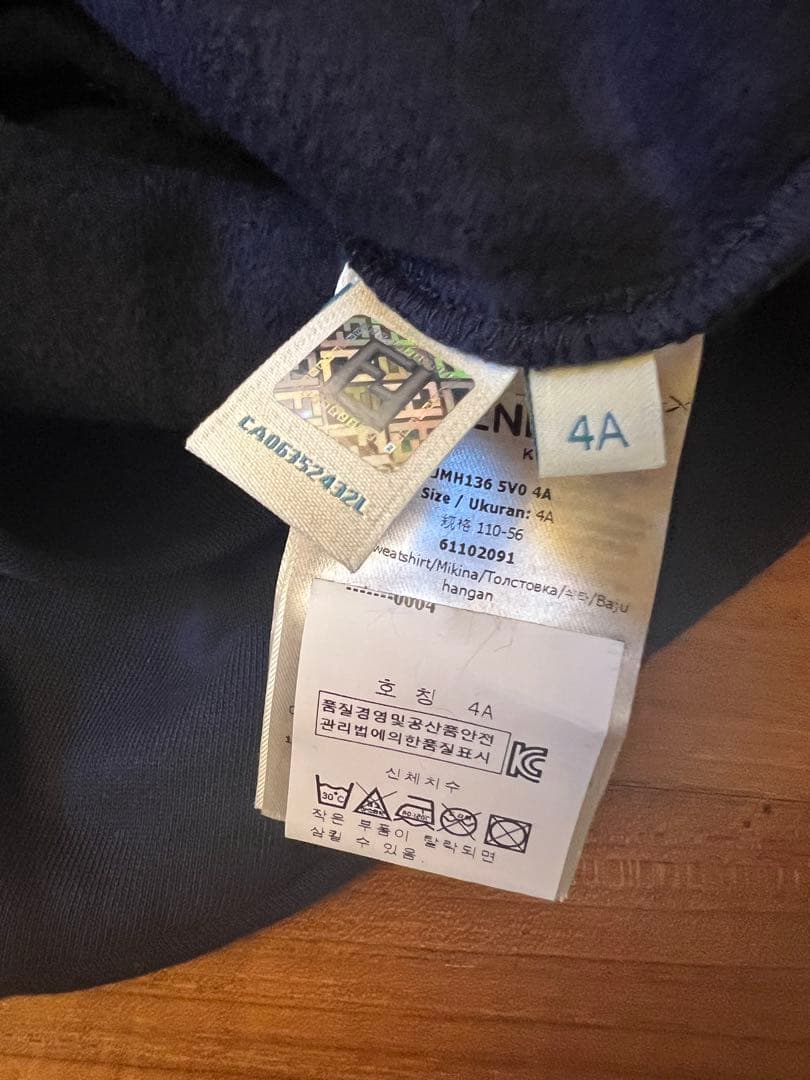 CA06352432L
4A
JMH136 5V0 4A
Size / Ukuran: 4A
规格 110-56
61102091
weatshirt/Mikina/Толстовка/슈트/Baju
hangan
0004
호 칭 4A
품질경영및공산품안전
관리법에의한품질표시
신체치수
30°C
작은 부품이 탈락되면
삼킬 수 있음.